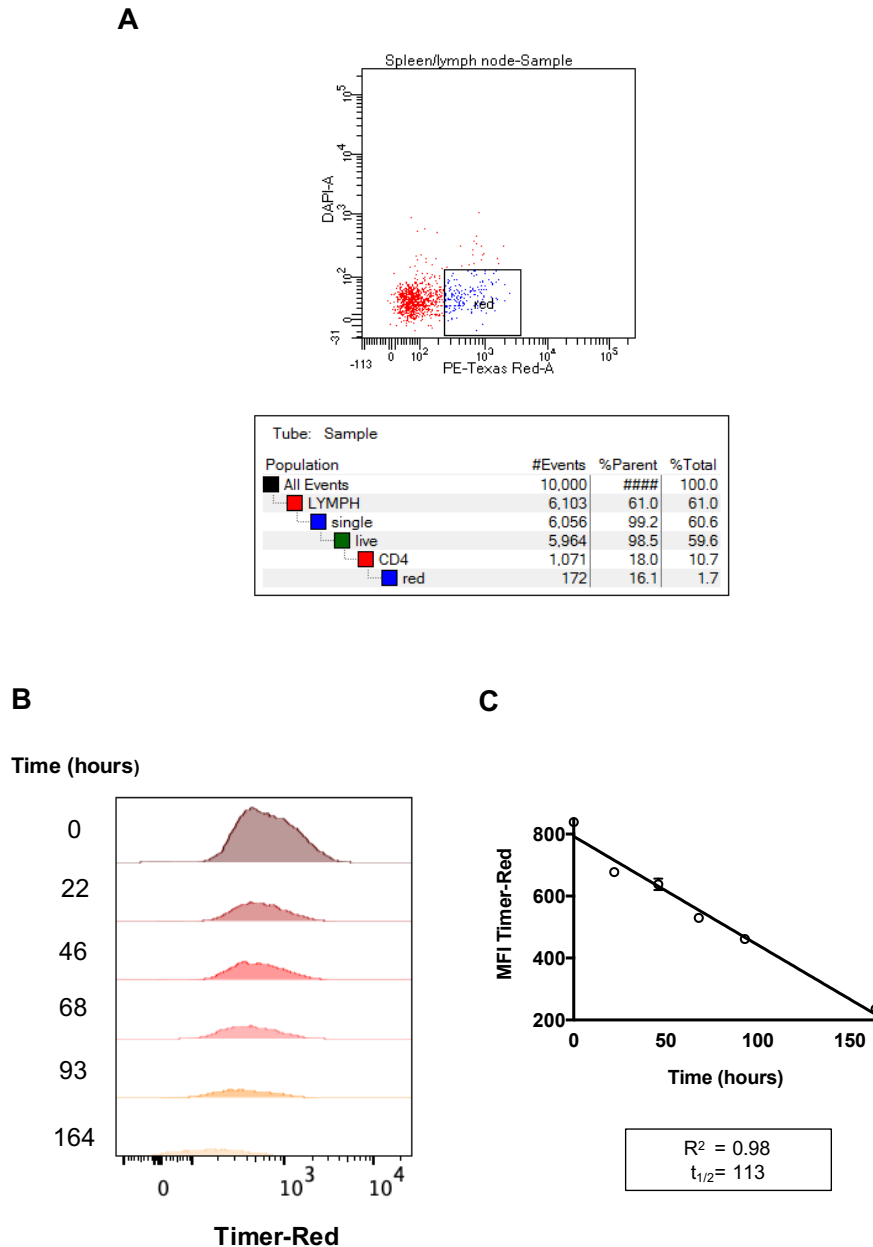 A
Spleen/lymph node-Sample
DAPI-A
10^5
10^4
10^3
10^2
0
-31
red
-113 0 10^2 10^3 10^4 10^5
PE-Texas Red-A
Tube: Sample
Population #Events %Parent %Total
All Events 10,000 #### 100.0
LYMPH 6,103 61.0 61.0
single 6,056 99.2 60.6
live 5,964 98.5 59.6
CD4 1,071 18.0 10.7
red 172 16.1 1.7
B
Time (hours)
0
22
46
68
93
164
0 10^3 10^4
Timer-Red
C
MFI Timer-Red
800
600
400
200
0 50 100 150
Time (hours)
R² = 0.98
t1/2= 113